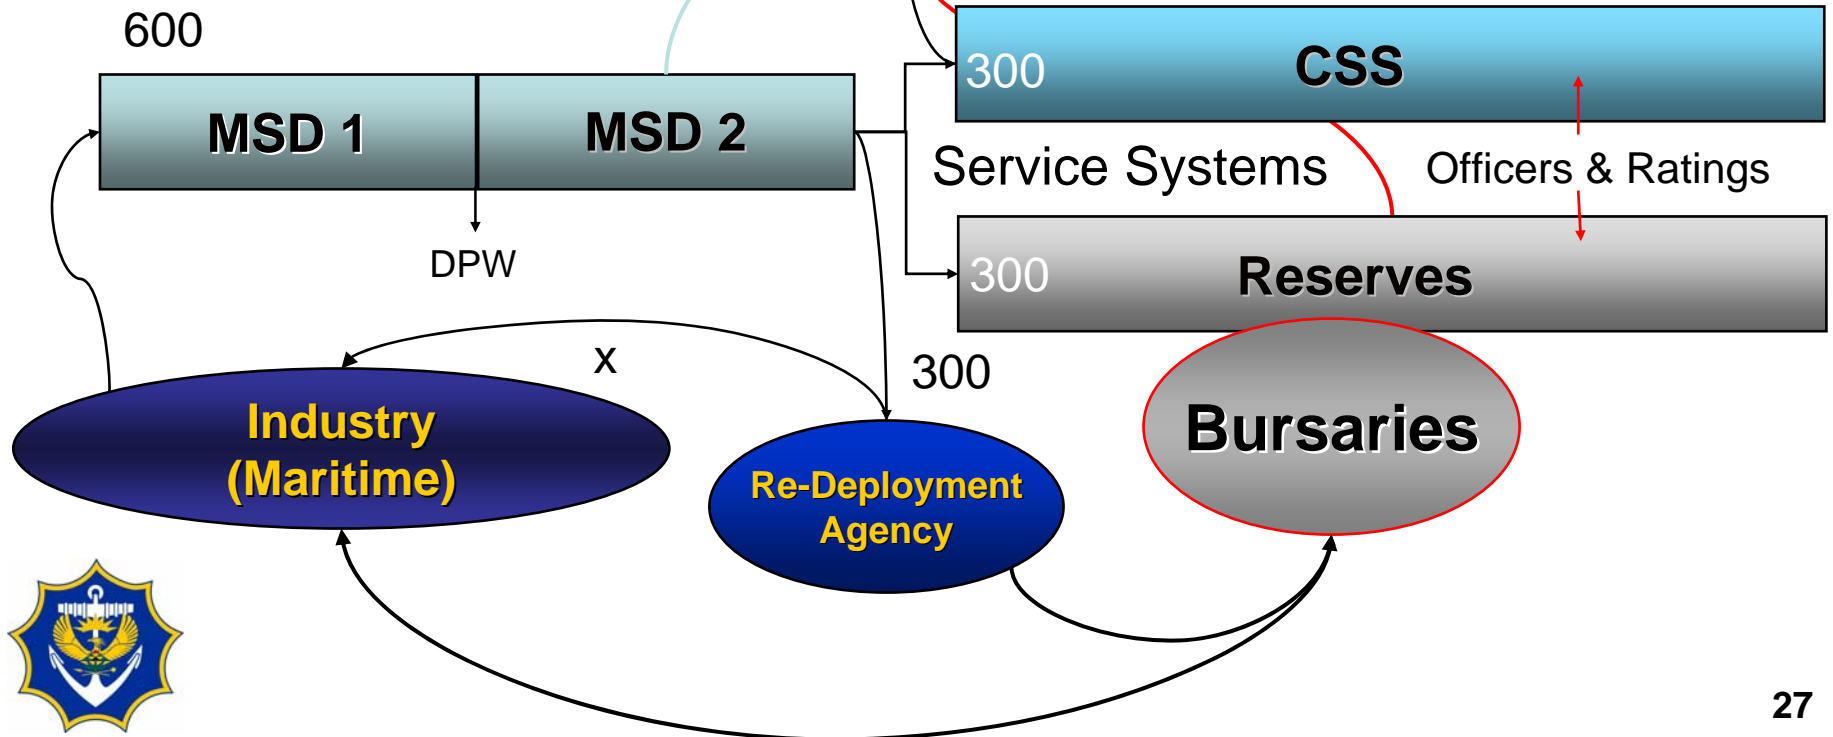 600
300
CSS
MSD 1
MSD 2
Service Systems
Officers & Ratings
DPW
300
Reserves
x
300
Industry
(Maritime)
Bursaries
Re-Deployment
Agency
27